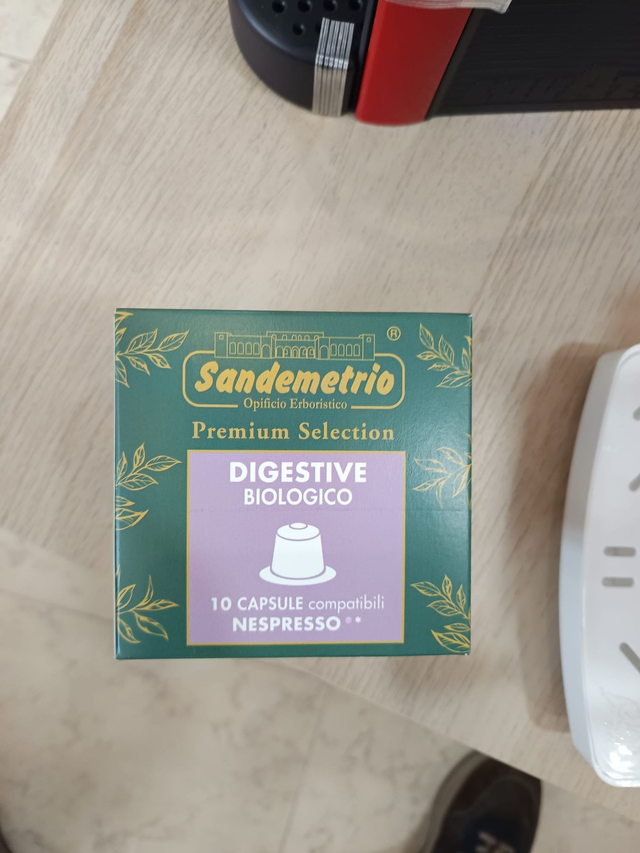 ®
Sandemetrio
Opificio Erboristico
Premium Selection
DIGESTIVE
BIOLOGICO
10 CAPSULE compatibili
NESPRESSO®*